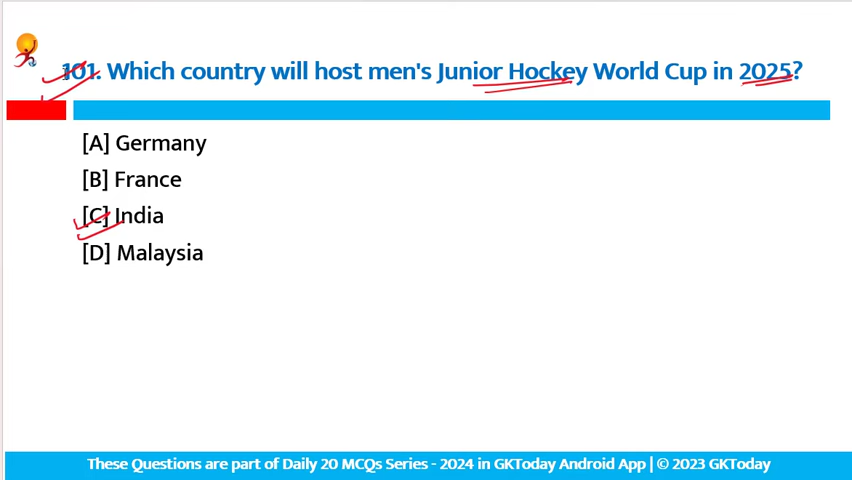 101. Which country will host men's Junior Hockey World Cup in 2025?
[A] Germany
[B] France
[C] India
[D] Malaysia
These Questions are part of Daily 20 MCQs Series - 2024 in GKToday Android App | © 2023 GKToday